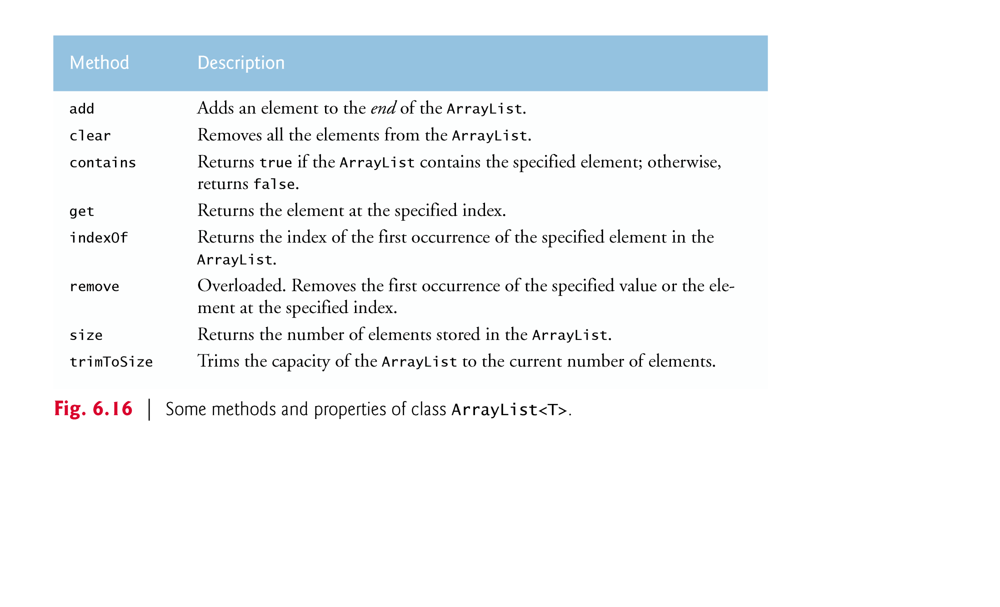 Method Description
add Adds an element to the end of the ArrayList.
clear Removes all the elements from the ArrayList.
contains Returns true if the ArrayList contains the specified element; otherwise,
returns false.
get Returns the element at the specified index.
indexOf Returns the index of the first occurrence of the specified element in the
ArrayList.
remove Overloaded. Removes the first occurrence of the specified value or the ele-
ment at the specified index.
size Returns the number of elements stored in the ArrayList.
trimToSize Trims the capacity of the ArrayList to the current number of elements.
Fig. 6.16 | Some methods and properties of class ArrayList<T>.